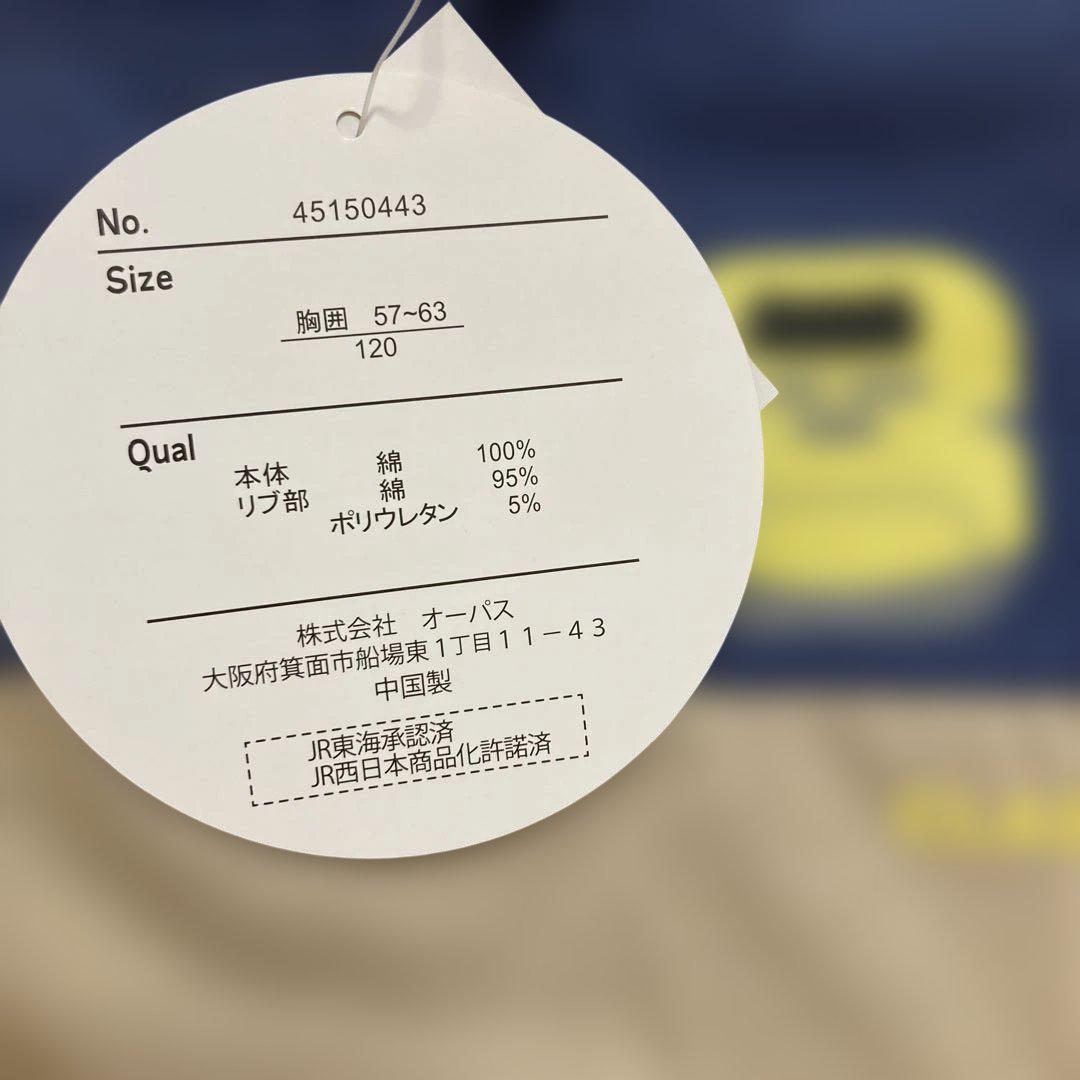 No. 45150443
Size
胸囲 57~63
120
Qual
本体 綿 100%
リブ部 綿 95%
ポリウレタン 5%
株式会社 オーパス
大阪府箕面市船場東1丁目11－43
中国製
JR東海承認済
JR西日本商品化許諾済